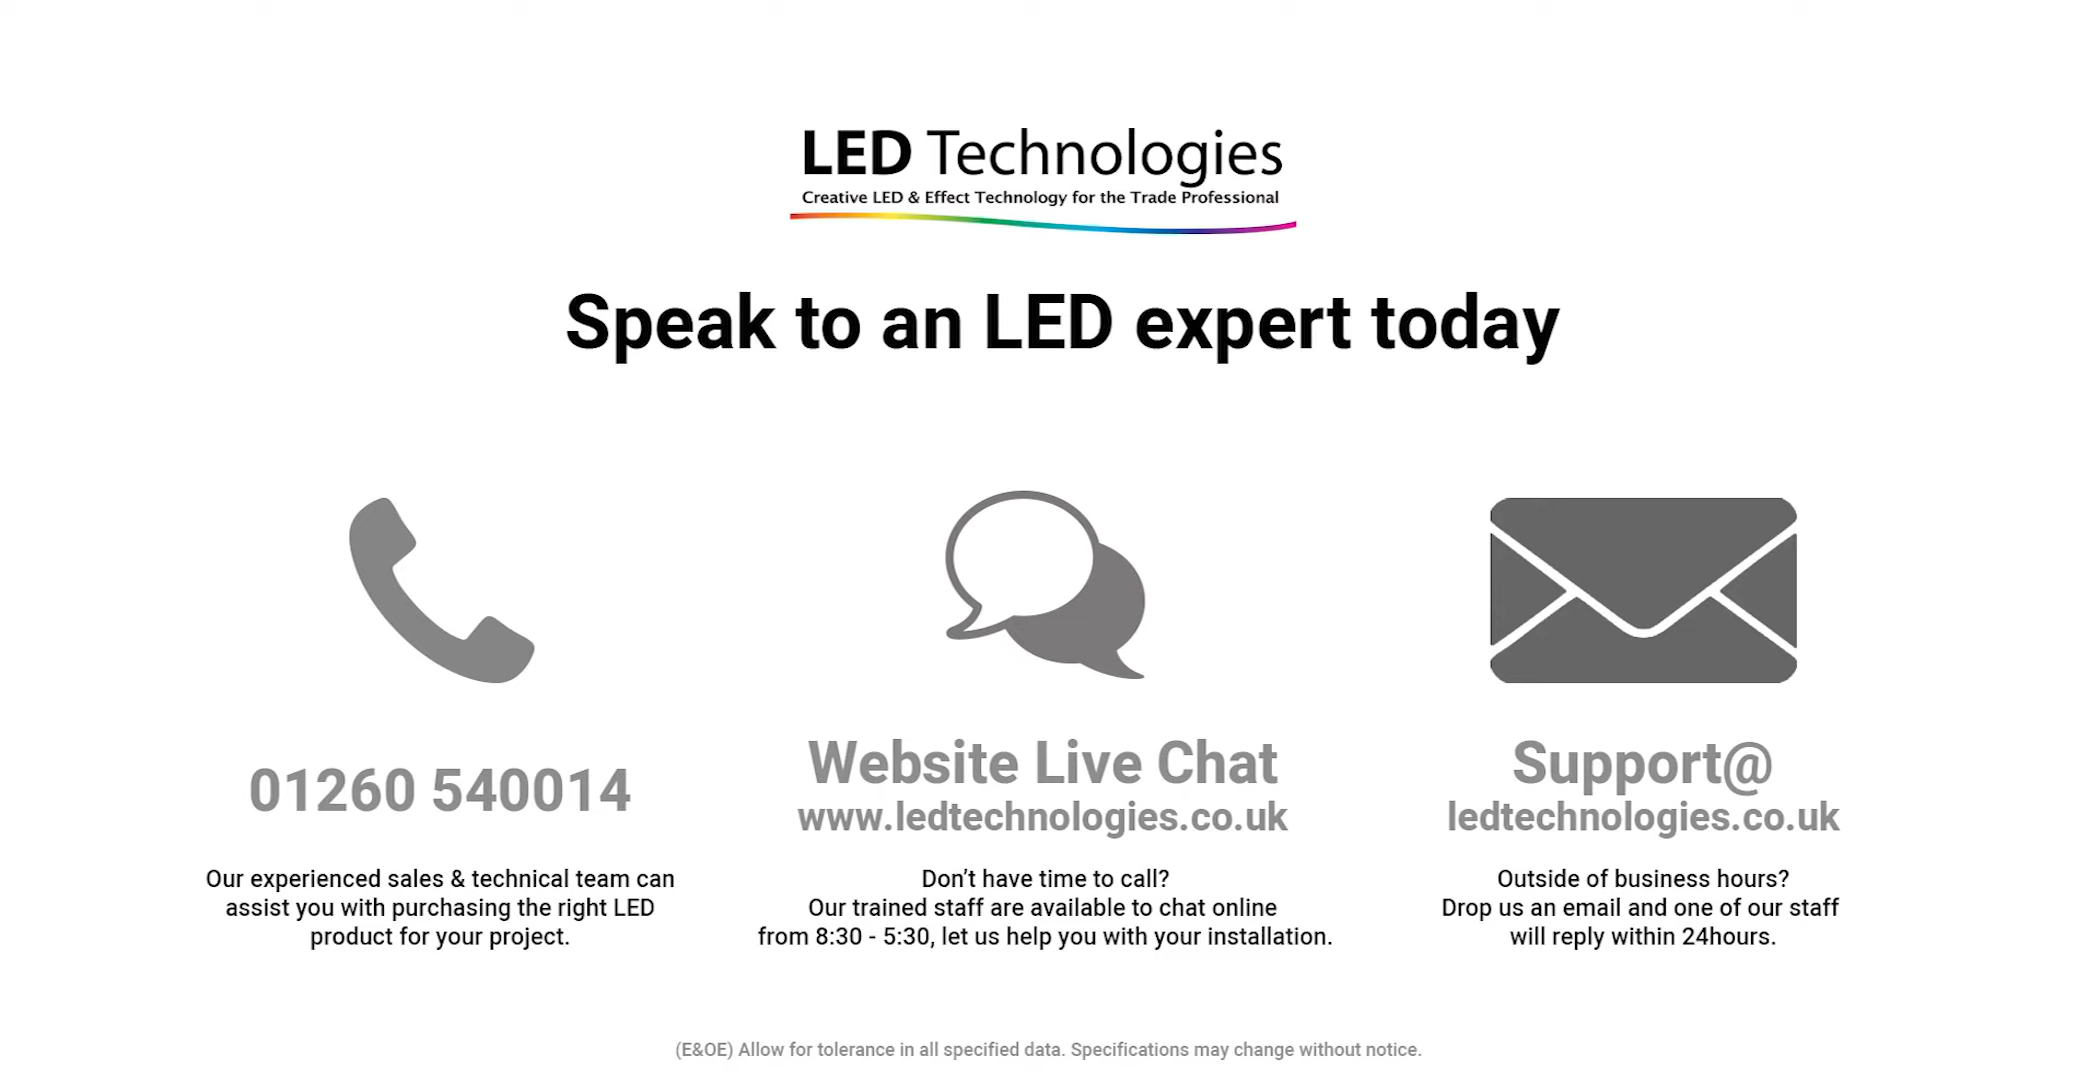 LED Technologies
Creative LED & Effect Technology for the Trade Professional
Speak to an LED expert today
01260 540014
Our experienced sales & technical team can
assist you with purchasing the right LED
product for your project.
Website Live Chat
www.ledtechnologies.co.uk
Don't have time to call?
Our trained staff are available to chat online
from 8:30 - 5:30, let us help you with your installation.
Support@
ledtechnologies.co.uk
Outside of business hours?
Drop us an email and one of our staff
will reply within 24hours.
(E&OE) Allow for tolerance in all specified data. Specifications may change without notice.